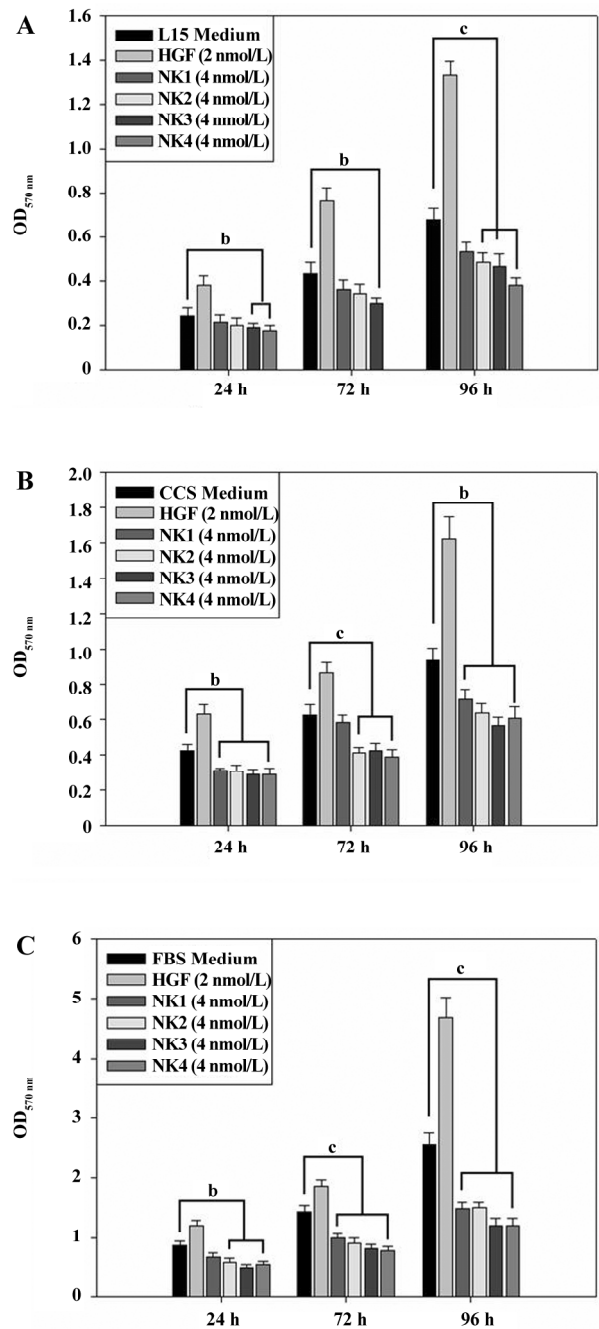 A
1.6
1.4
1.2
1.0
0.8
0.6
0.4
0.2
0
OD570 nm
L15 Medium
HGF (2 nmol/L)
NK1 (4 nmol/L)
NK2 (4 nmol/L)
NK3 (4 nmol/L)
NK4 (4 nmol/L)
b
b
c
24 h
72 h
96 h
B
2.0
1.8
1.6
1.4
1.2
1.0
0.8
0.6
0.4
0.2
0
OD570 nm
CCS Medium
HGF (2 nmol/L)
NK1 (4 nmol/L)
NK2 (4 nmol/L)
NK3 (4 nmol/L)
NK4 (4 nmol/L)
b
c
b
24 h
72 h
96 h
C
6
5
4
3
2
1
0
OD570 nm
FBS Medium
HGF (2 nmol/L)
NK1 (4 nmol/L)
NK2 (4 nmol/L)
NK3 (4 nmol/L)
NK4 (4 nmol/L)
b
c
c
24 h
72 h
96 h